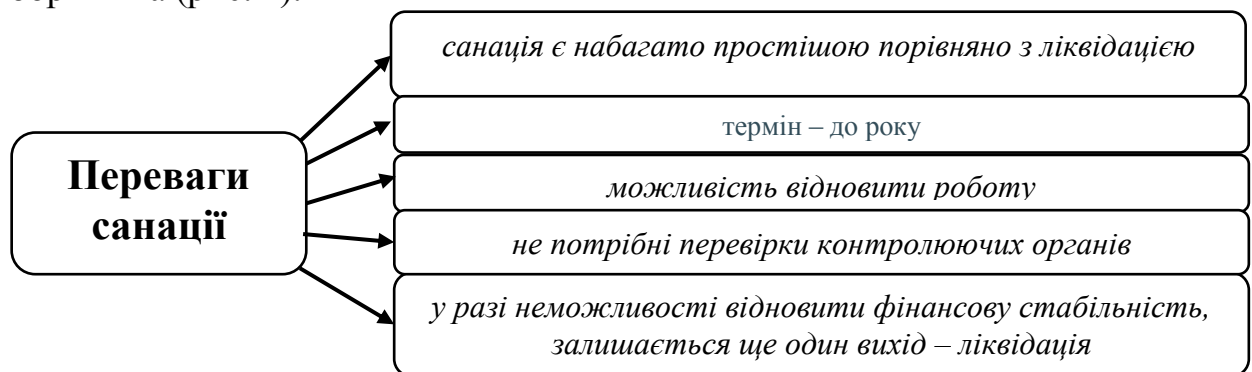 Переваги
санації
санація є набагато простішою порівняно з ліквідацією
термін – до року
можливість відновити роботу
не потрібні перевірки контролюючих органів
у разі неможливості відновити фінансову стабільність,
залишається ще один вихід – ліквідація